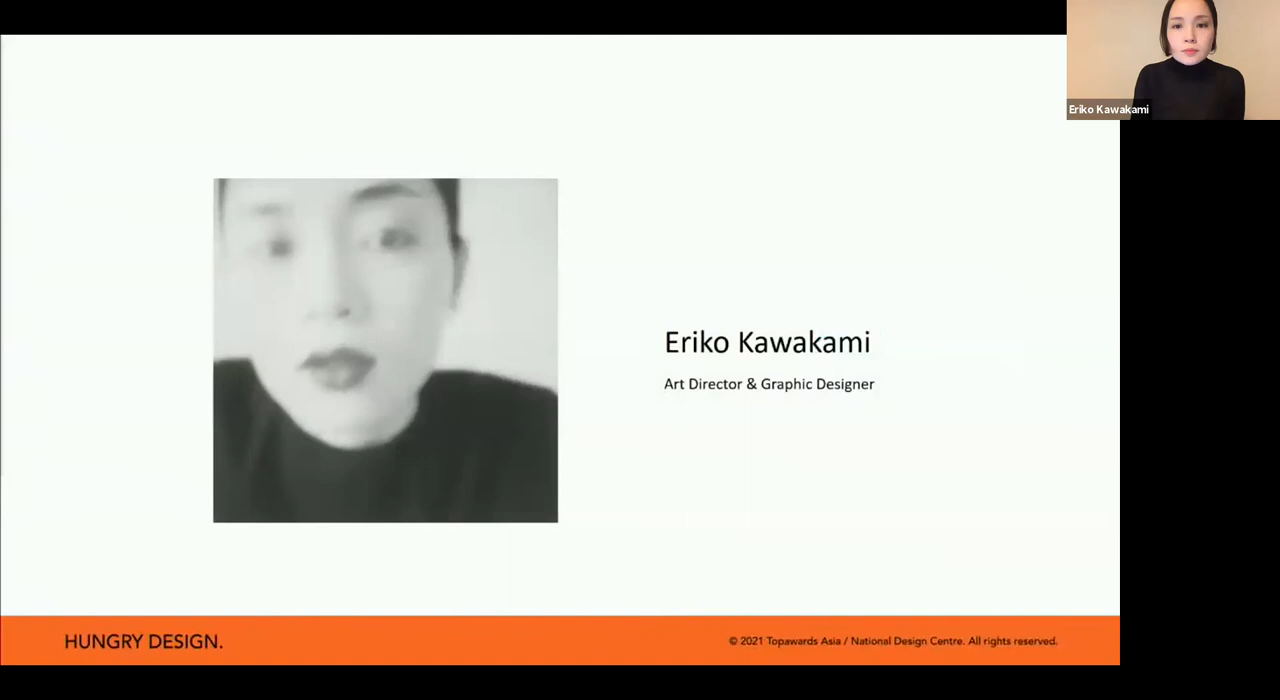 Eriko Kawakami
Eriko Kawakami
Art Director & Graphic Designer
HUNGRY DESIGN.
© 2021 Topawards Asia / National Design Centre. All rights reserved.